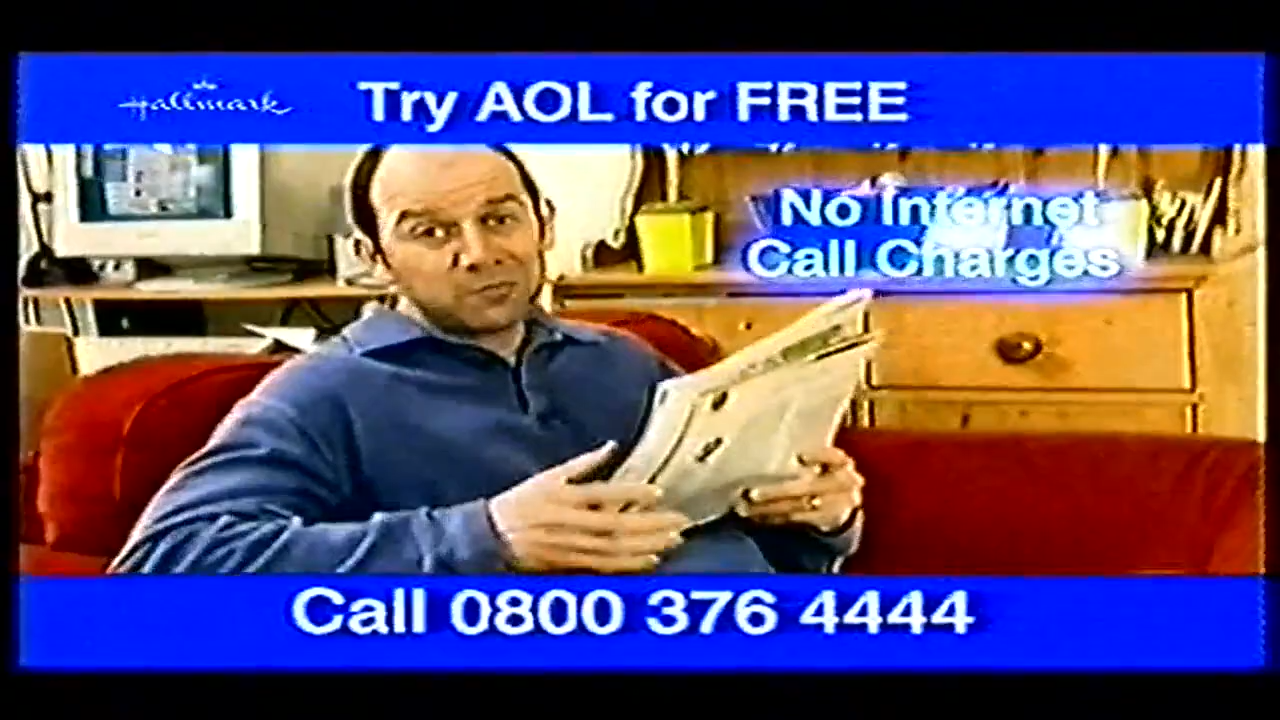 Hallmark
Try AOL for FREE
No Internet
Call Charges
Call 0800 376 4444